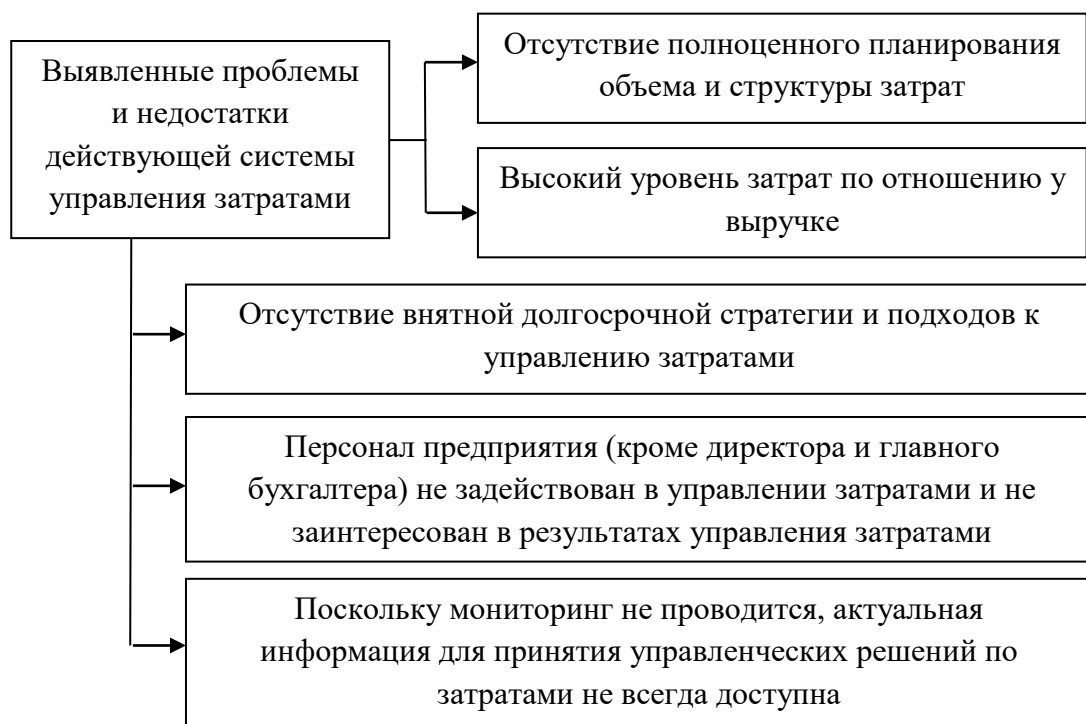 Выявленные проблемы
и недостатки
действующей системы
управления затратами
Отсутствие полноценного планирования
объема и структуры затрат
Высокий уровень затрат по отношению у
выручке
Отсутствие внятной долгосрочной стратегии и подходов к
управлению затратами
Персонал предприятия (кроме директора и главного
бухгалтера) не задействован в управлении затратами и не
заинтересован в результатах управления затратами
Поскольку мониторинг не проводится, актуальная
информация для принятия управленческих решений по
затратами не всегда доступна